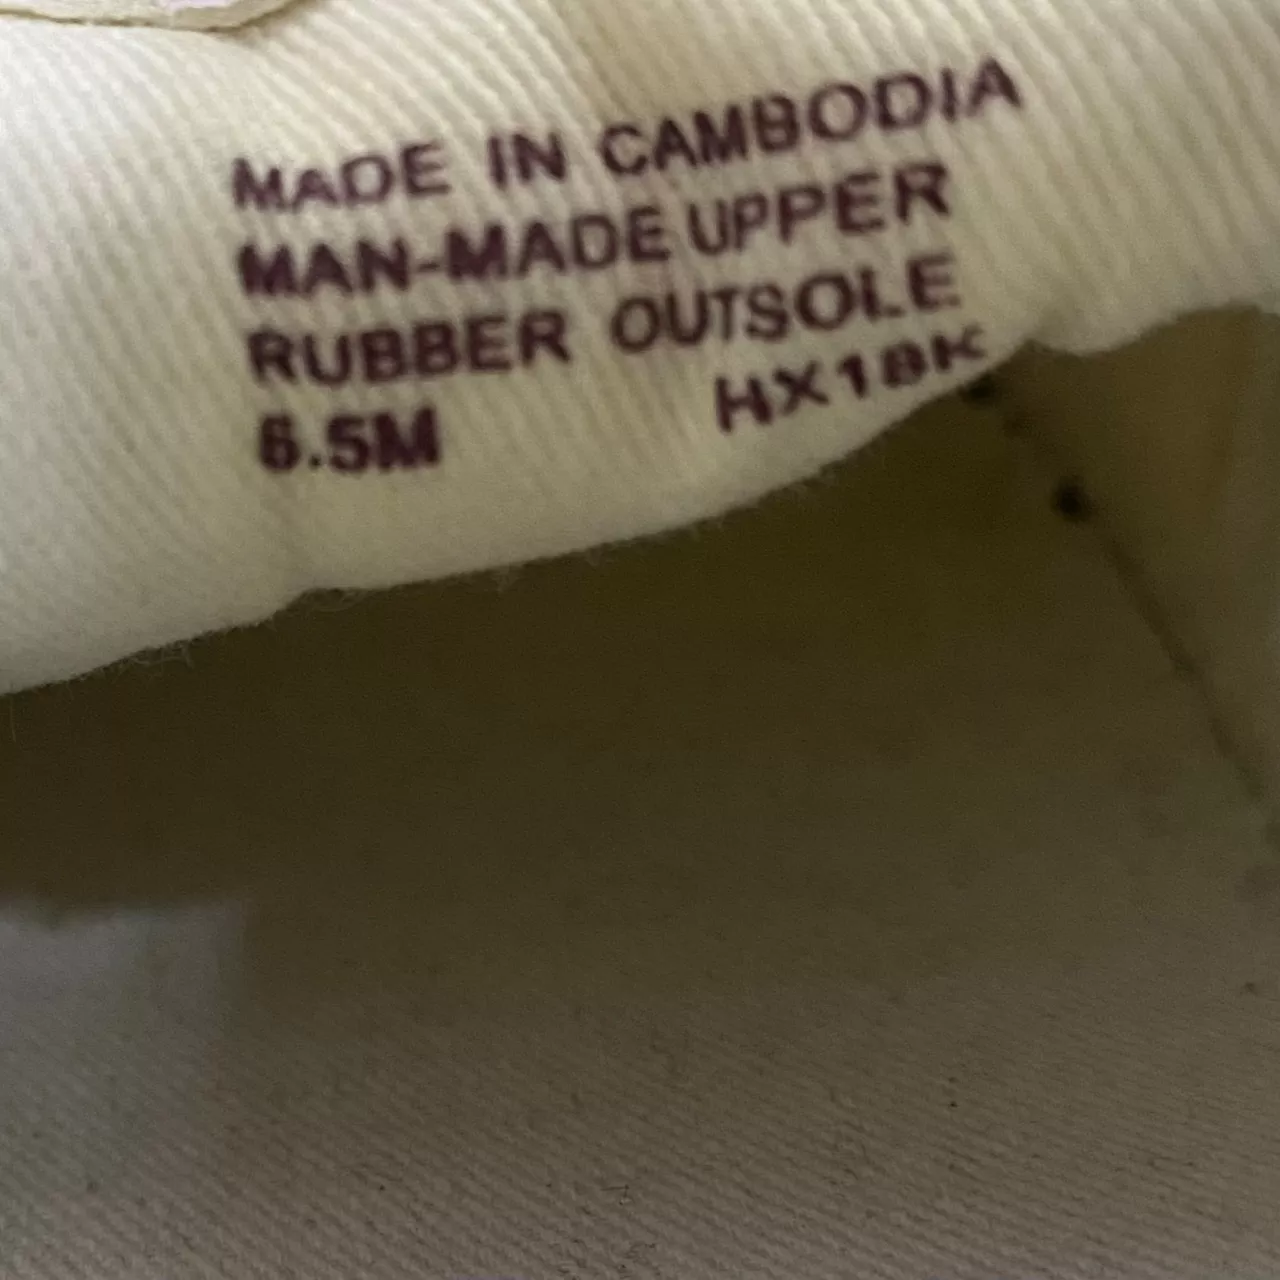 MADE IN CAMBODIA
MAN-MADE UPPER
RUBBER OUTSOLE
6.5M HX18K